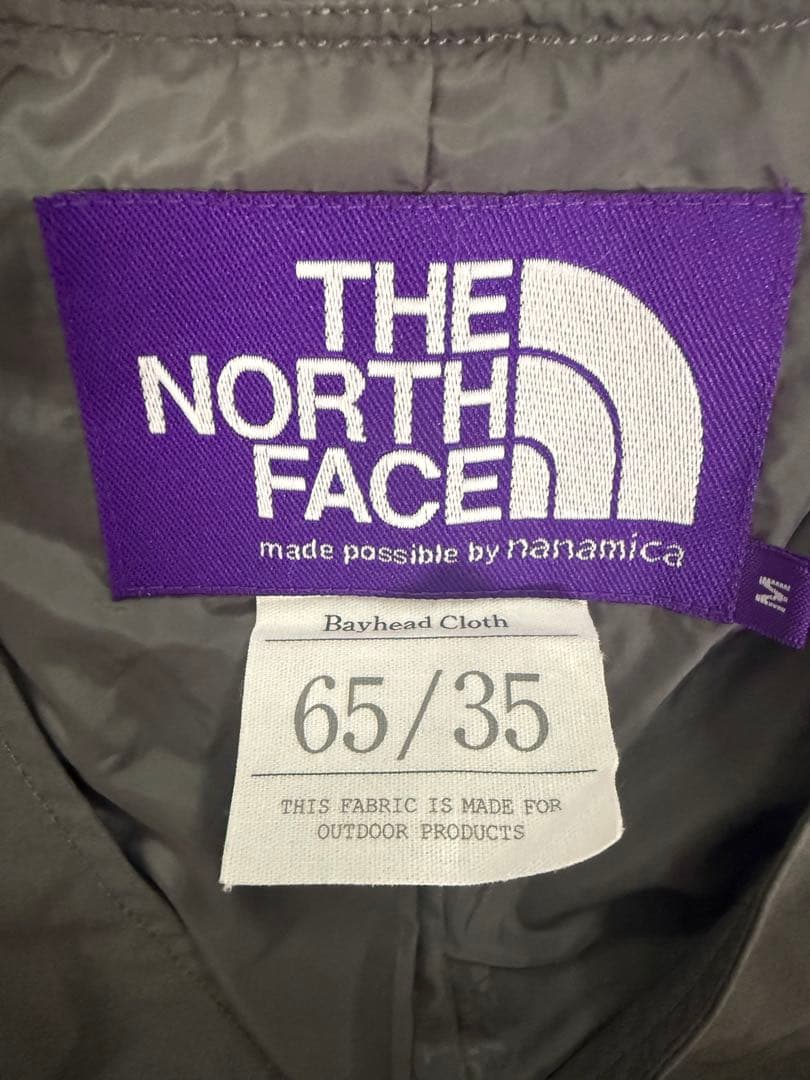 THE
NORTH
FACE
made possible by nanamica
M
Bayhead Cloth
65/35
THIS FABRIC IS MADE FOR
OUTDOOR PRODUCTS